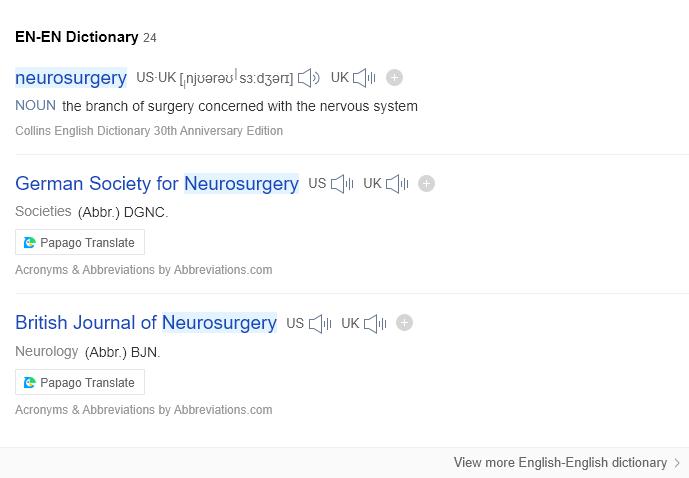 EN-EN Dictionary 24
neurosurgery US·UK [ˌnjʊərəʊˈsɜːdʒərɪ] UK
NOUN the branch of surgery concerned with the nervous system
Collins English Dictionary 30th Anniversary Edition
German Society for Neurosurgery US UK
Societies (Abbr.) DGNC.
Papago Translate
Acronyms & Abbreviations by Abbreviations.com
British Journal of Neurosurgery US UK
Neurology (Abbr.) BJN.
Papago Translate
Acronyms & Abbreviations by Abbreviations.com
View more English-English dictionary